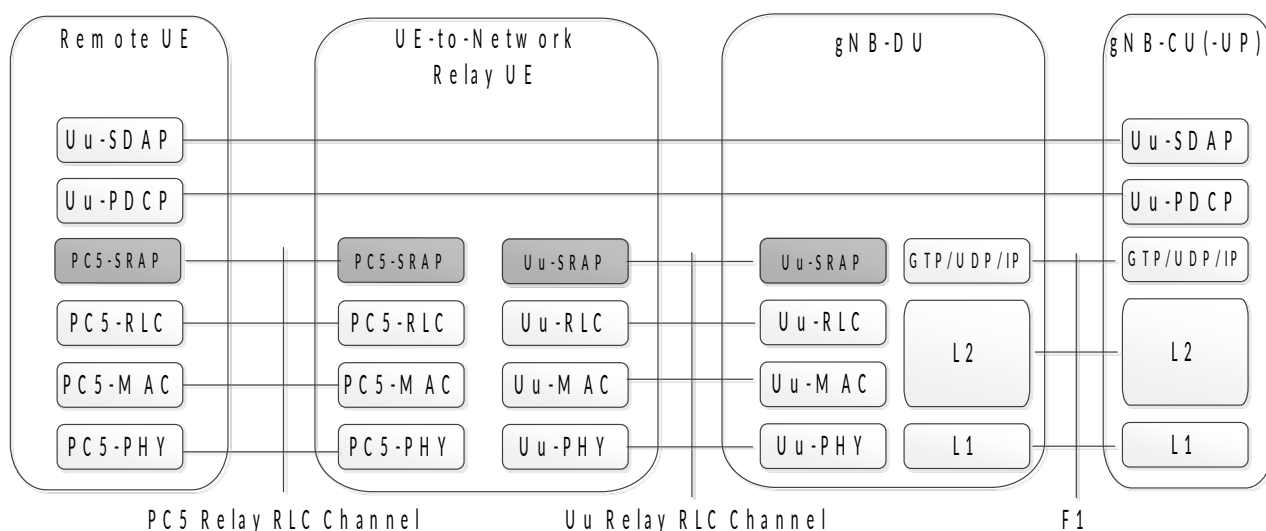 Remote UE
UE-to-Network
Relay UE
gNB-DU
gNB-CU(-UP)
Uu-SDAP
Uu-SDAP
Uu-PDCP
Uu-PDCP
PC5-SRAP
PC5-SRAP
Uu-SRAP
Uu-SRAP
GTP/UDP/IP
GTP/UDP/IP
PC5-RLC
PC5-RLC
Uu-RLC
Uu-RLC
L2
L2
PC5-MAC
PC5-MAC
Uu-MAC
Uu-MAC
PC5-PHY
PC5-PHY
Uu-PHY
Uu-PHY
L1
L1
PC5 Relay RLC Channel
Uu Relay RLC Channel
F1